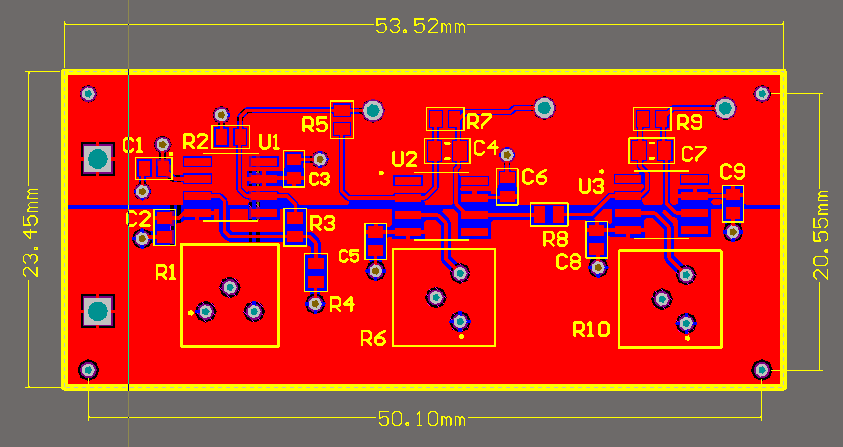 53.52mm
R5
R7
R9
C1
R2
U1
C4
C7
U2
C3
C6
U3
C9
C2
R3
23.45mm
20.55mm
R8
C5
C8
R1
R4
R6
R10
50.10mm